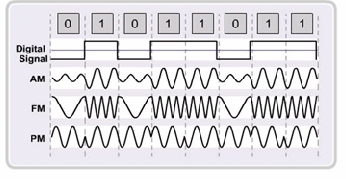 0 1 0 1 1 0 1 1
Digital
Signal
AM
FM
PM